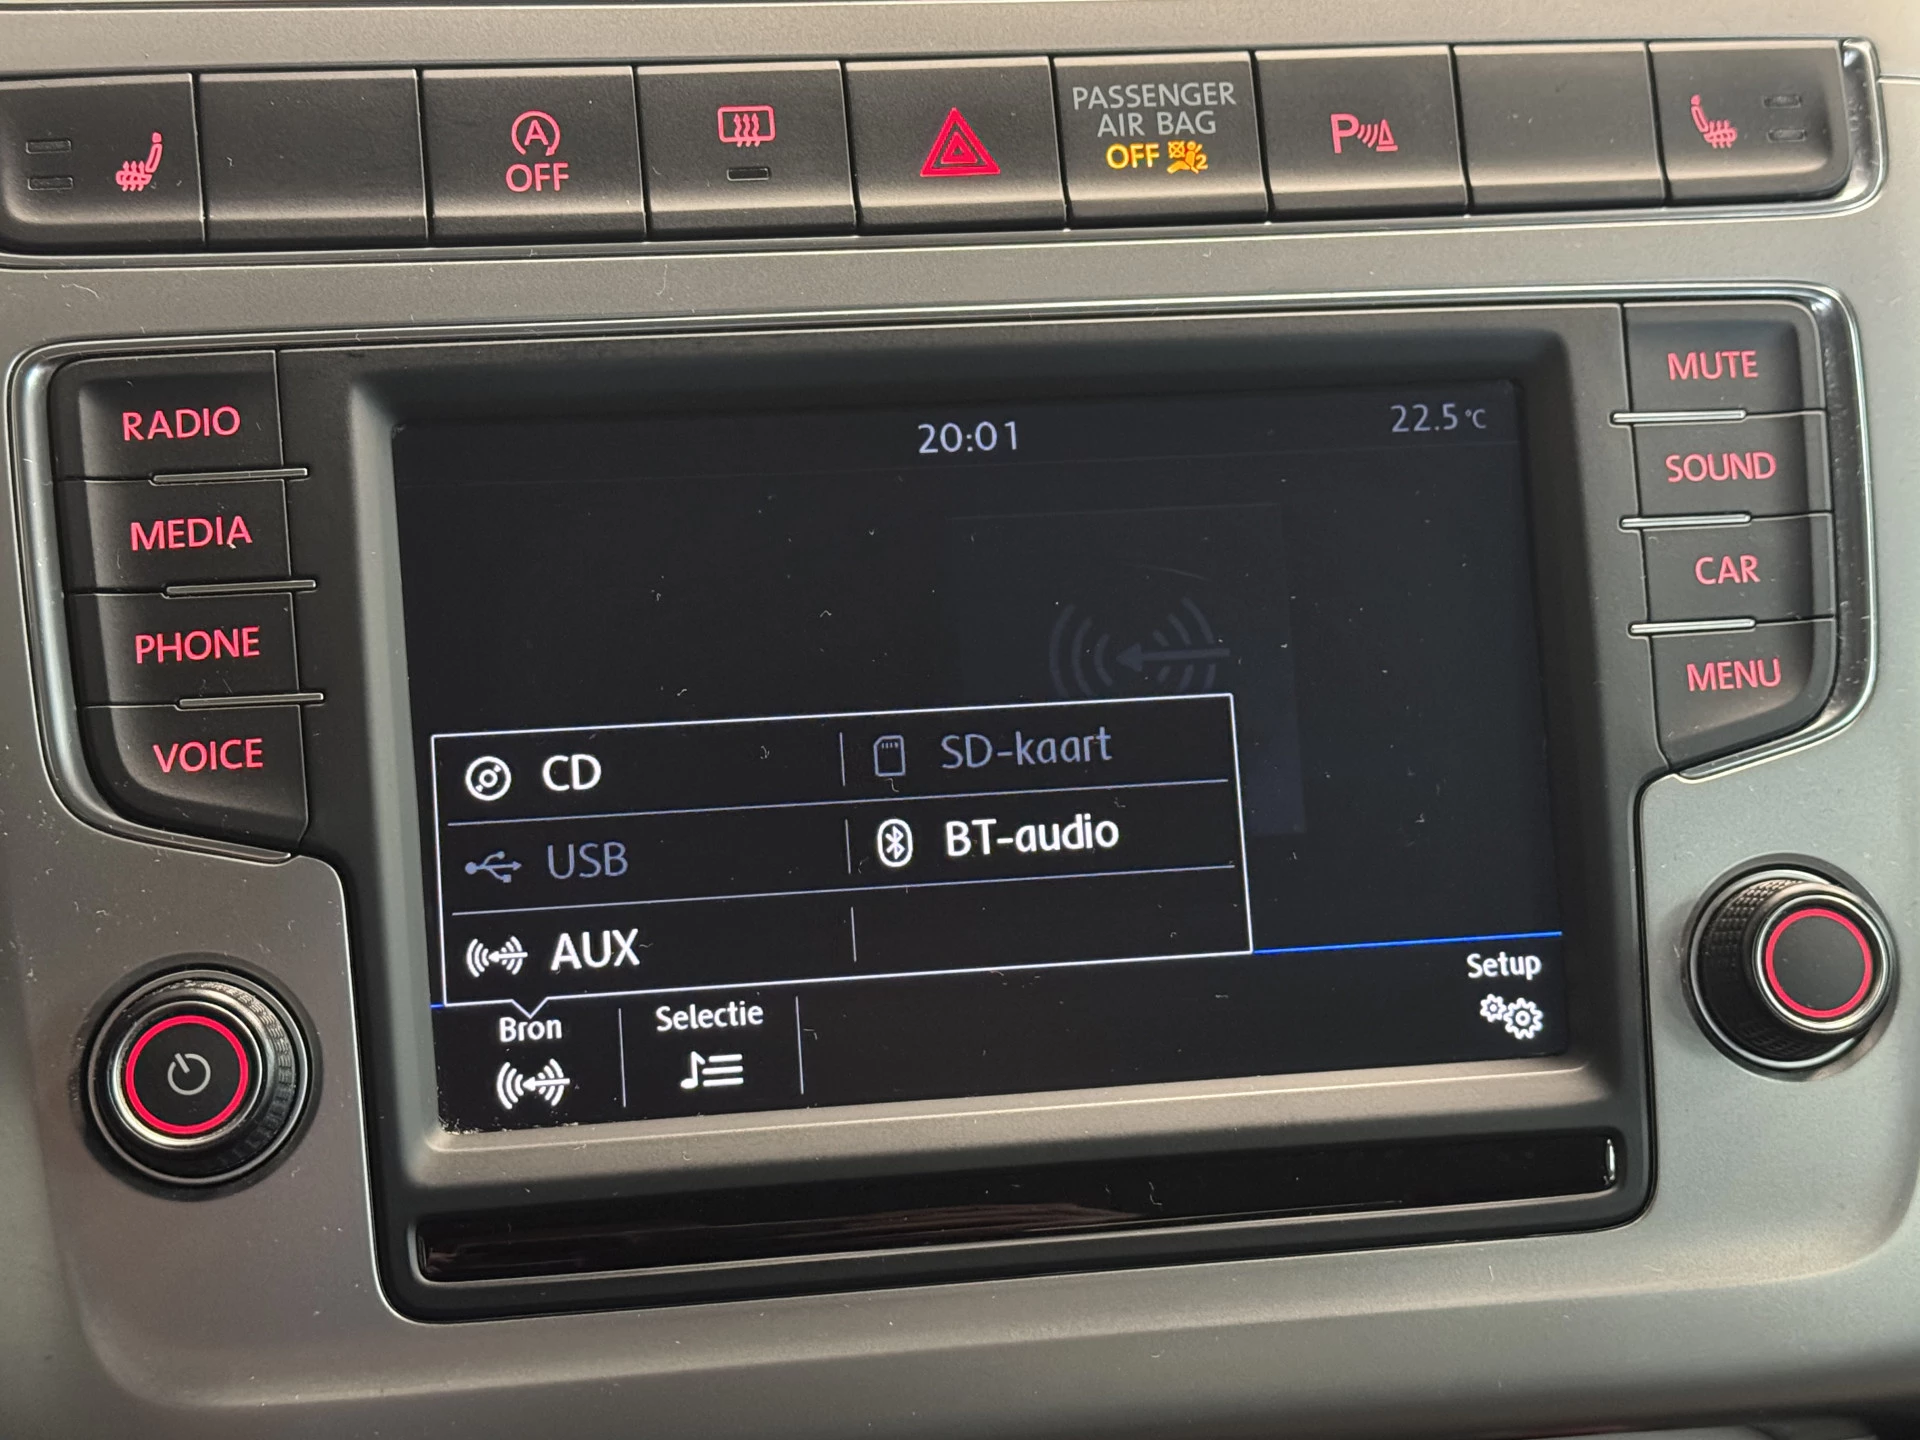 OFF
PASSENGER
AIR BAG
OFF
P
RADIO
MEDIA
PHONE
VOICE
20:01
22.5 °C
CD
SD-kaart
USB
BT-audio
AUX
Bron
Selectie
Setup
MUTE
SOUND
CAR
MENU